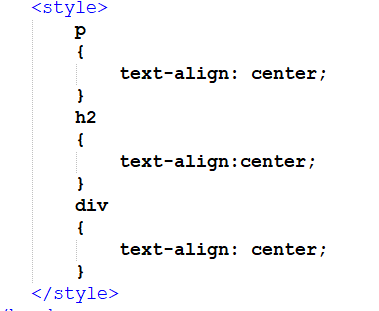 <style>
p
{
text-align: center;
}
h2
{
text-align:center;
}
div
{
text-align: center;
}
</style>